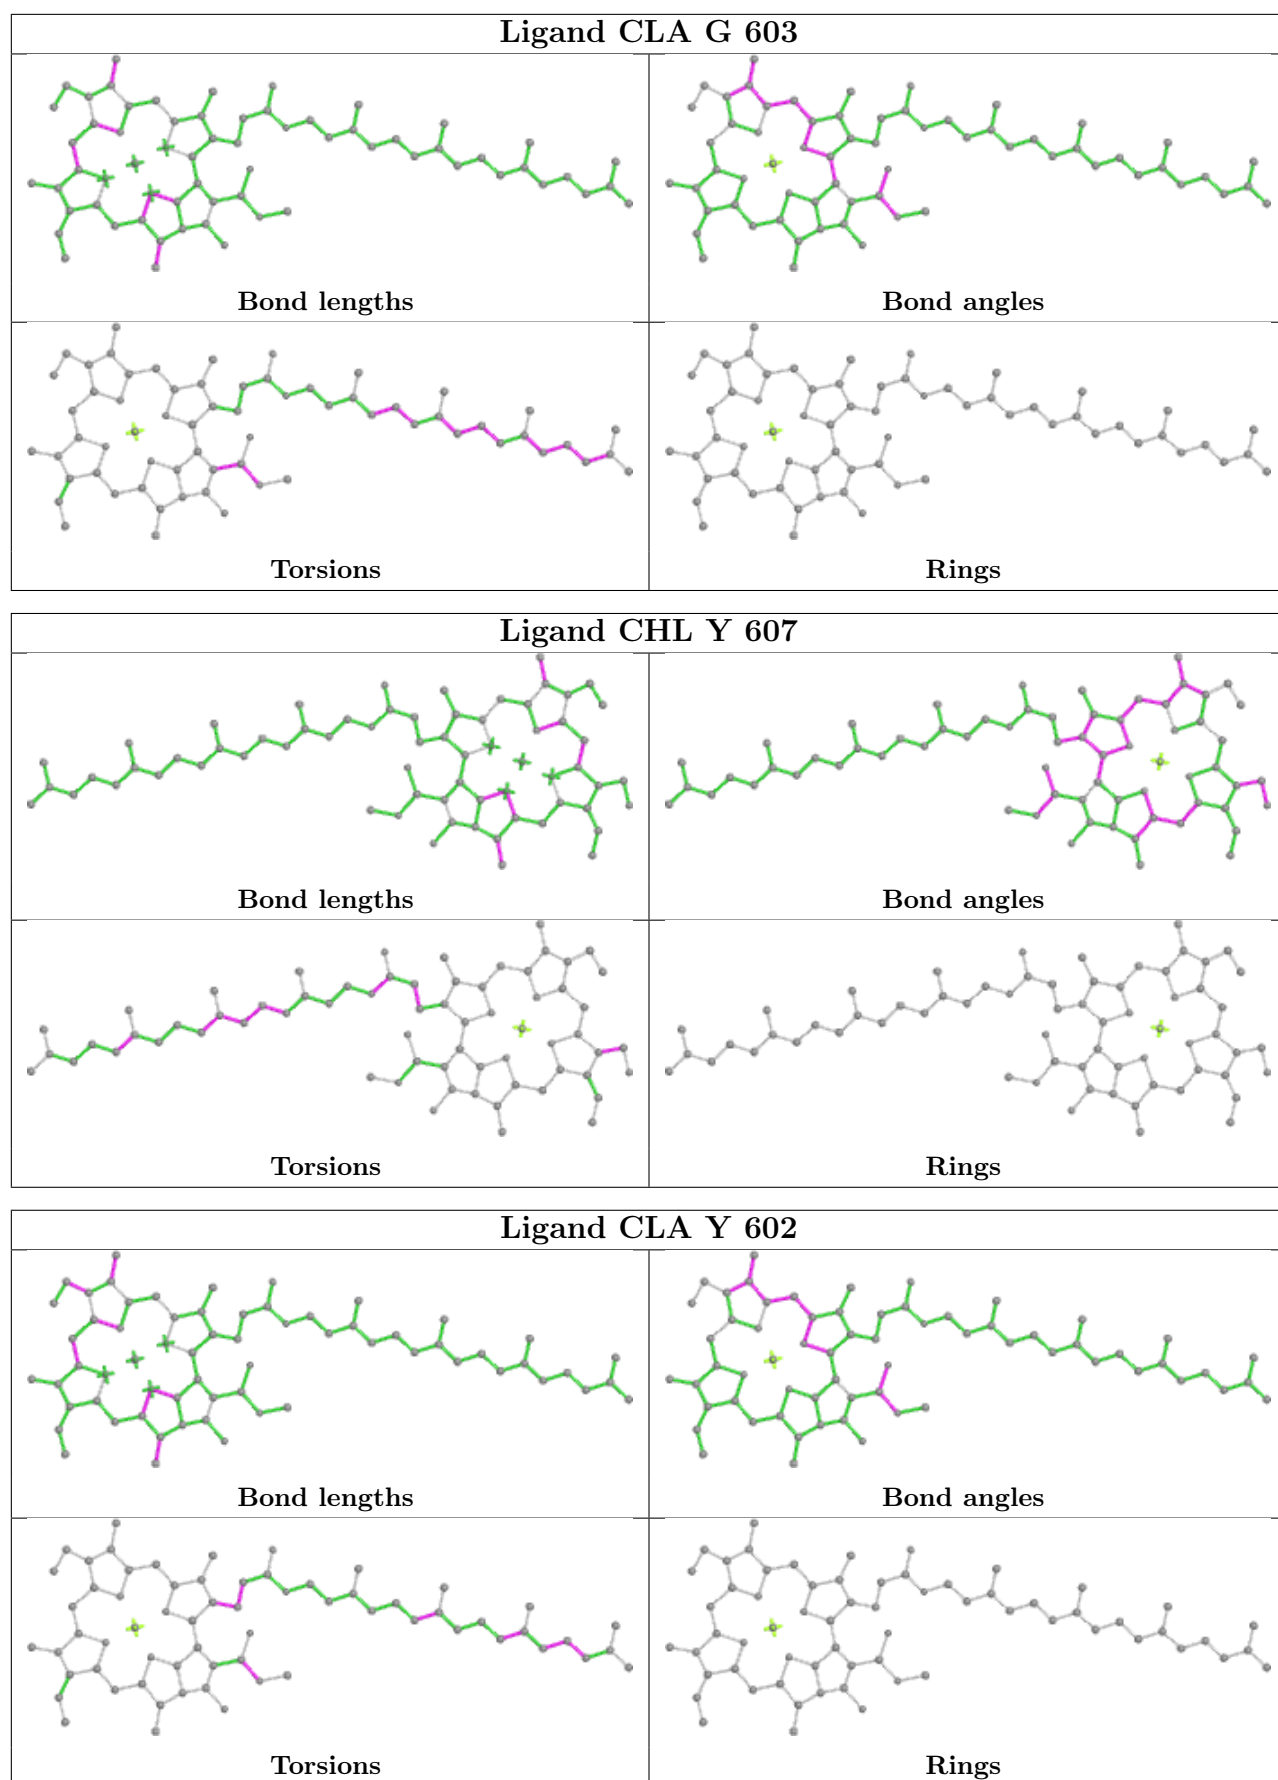 Ligand CLA G 603
Bond lengths
Bond angles
Torsions
Rings
Ligand CHL Y 607
Bond lengths
Bond angles
Torsions
Rings
Ligand CLA Y 602
Bond lengths
Bond angles
Torsions
Rings